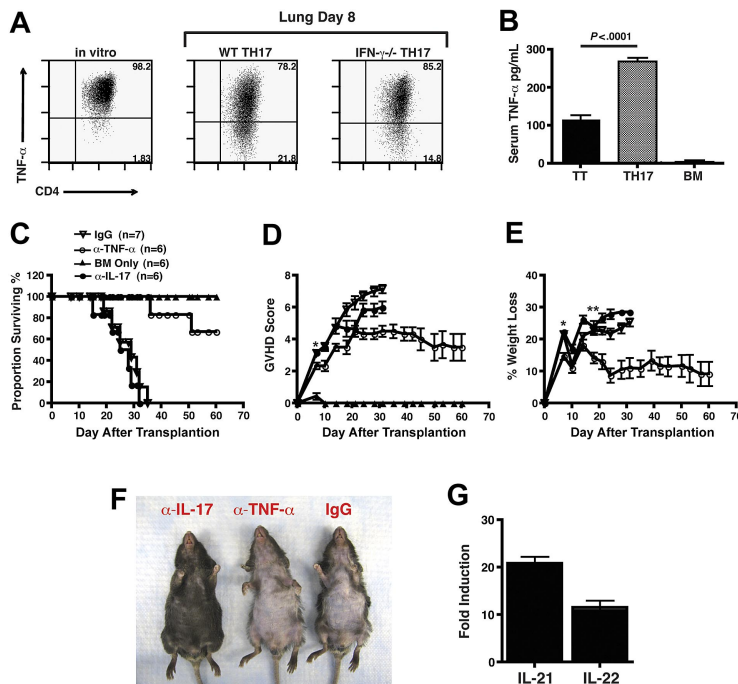 A
Lung Day 8
in vitro
WT TH17
IFN-γ-/- TH17
98.2
78.2
85.2
1.83
21.8
14.8
TNF-α
CD4
B
P<.0001
Serum TNF-α pg/mL
300
200
100
0
TT
TH17
BM
C
IgG (n=7)
α-TNF-α (n=6)
BM Only (n=6)
α-IL-17 (n=6)
Proportion Surviving %
120
100
80
60
40
20
0
0 10 20 30 40 50 60 70
Day After Transplantion
D
GVHD Score
8
6
4
2
0
*
0 10 20 30 40 50 60 70
Day After Transplantion
E
% Weight Loss
40
30
20
10
0
*
**
0 10 20 30 40 50 60 70
Day After Transplantion
F
α-IL-17
α-TNF-α
IgG
G
Fold Induction
30
20
10
0
IL-21
IL-22